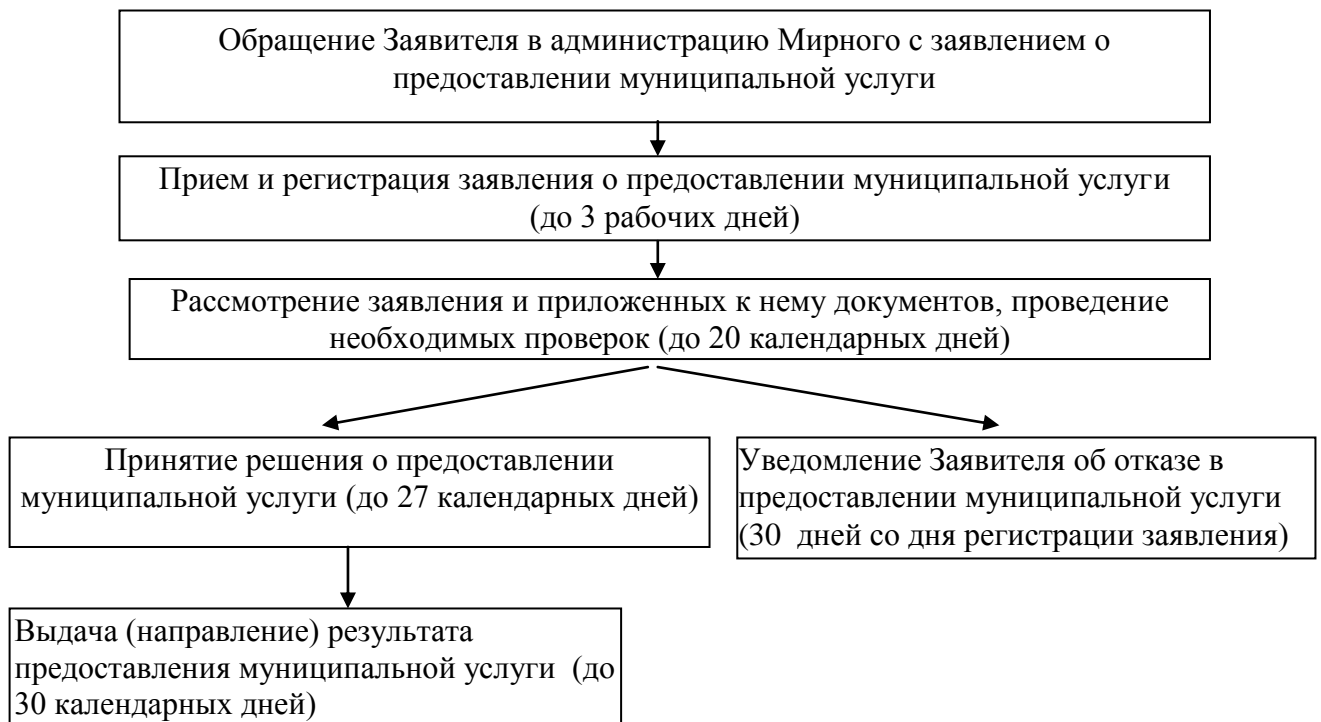 Обращение Заявителя в администрацию Мирного с заявлением о
предоставлении муниципальной услуги
Прием и регистрация заявления о предоставлении муниципальной услуги
(до 3 рабочих дней)
Рассмотрение заявления и приложенных к нему документов, проведение
необходимых проверок (до 20 календарных дней)
Принятие решения о предоставлении
муниципальной услуги (до 27 календарных дней)
Уведомление Заявителя об отказе в
предоставлении муниципальной услуги
(30 дней со дня регистрации заявления)
Выдача (направление) результата
предоставления муниципальной услуги (до
30 календарных дней)